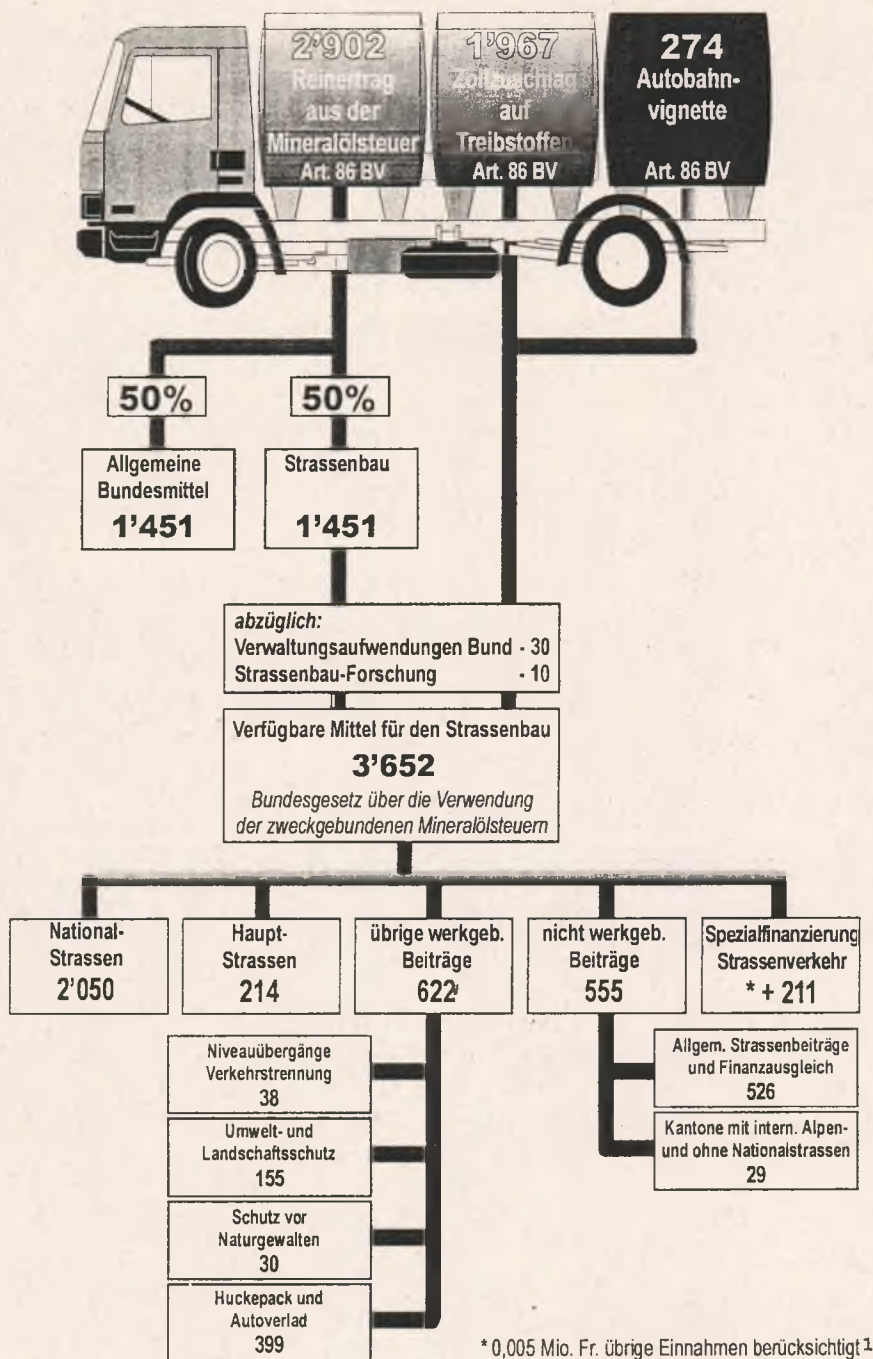 2'902
Reinertrag
aus der
Mineralölsteuer
Art. 86 BV
1'967
Zollzuschlag
auf
Treibstoffen
Art. 86 BV
274
Autobahn-
vignette
Art. 86 BV
50%
50%
Allgemeine
Bundesmittel
1'451
Strassenbau
1'451
abzüglich:
Verwaltungsaufwendungen Bund - 30
Strassenbau-Forschung - 10
Verfügbare Mittel für den Strassenbau
3'652
Bundesgesetz über die Verwendung
der zweckgebundenen Mineralölsteuern
National-
Strassen
2'050
Haupt-
Strassen
214
übrige werkgeb.
Beiträge
622
nicht werkgeb.
Beiträge
555
Spezialfinanzierung
Strassenverkehr
* + 211
Niveauübergänge
Verkehrstrennung
38
Umwelt- und
Landschaftsschutz
155
Schutz vor
Naturgewalten
30
Huckepack und
Autoverlad
399
Allgem. Strassenbeiträge
und Finanzausgleich
526
Kantone mit intern. Alpen-
und ohne Nationalstrassen
29
* 0,005 Mio. Fr. übrige Einnahmen berücksichtigt 1